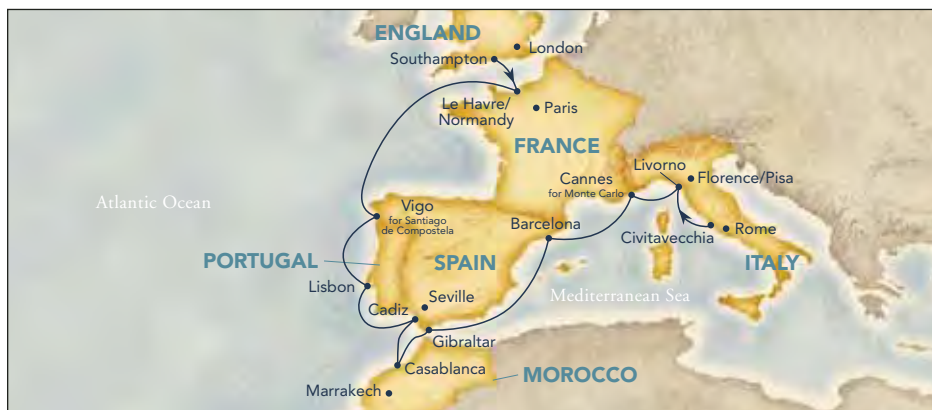 ENGLAND
London
Southampton
Le Havre/
Normandy
Paris
FRANCE
Livorno
Florence/Pisa
Cannes
for Monte Carlo
Atlantic Ocean
Vigo
for Santiago
de Compostela
Barcelona
Civitavecchia
Rome
PORTUGAL
SPAIN
ITALY
Lisbon
Seville
Mediterranean Sea
Cadiz
Gibraltar
Casablanca
MOROCCO
Marrakech